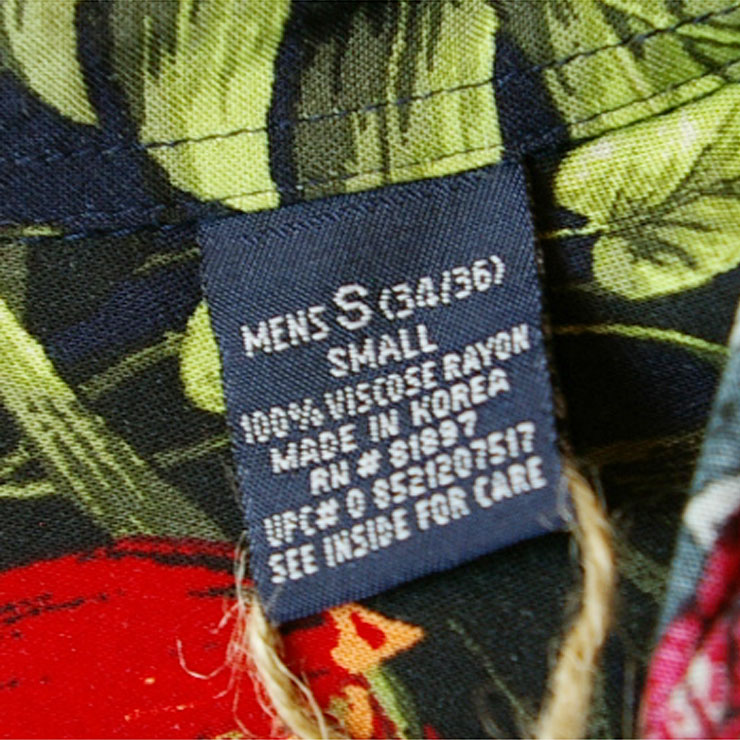 MENS S (34/36)
SMALL
100% VISCOSE RAYON
MADE IN KOREA
RN # 81897
UPC# 0 8521207517
SEE INSIDE FOR CARE